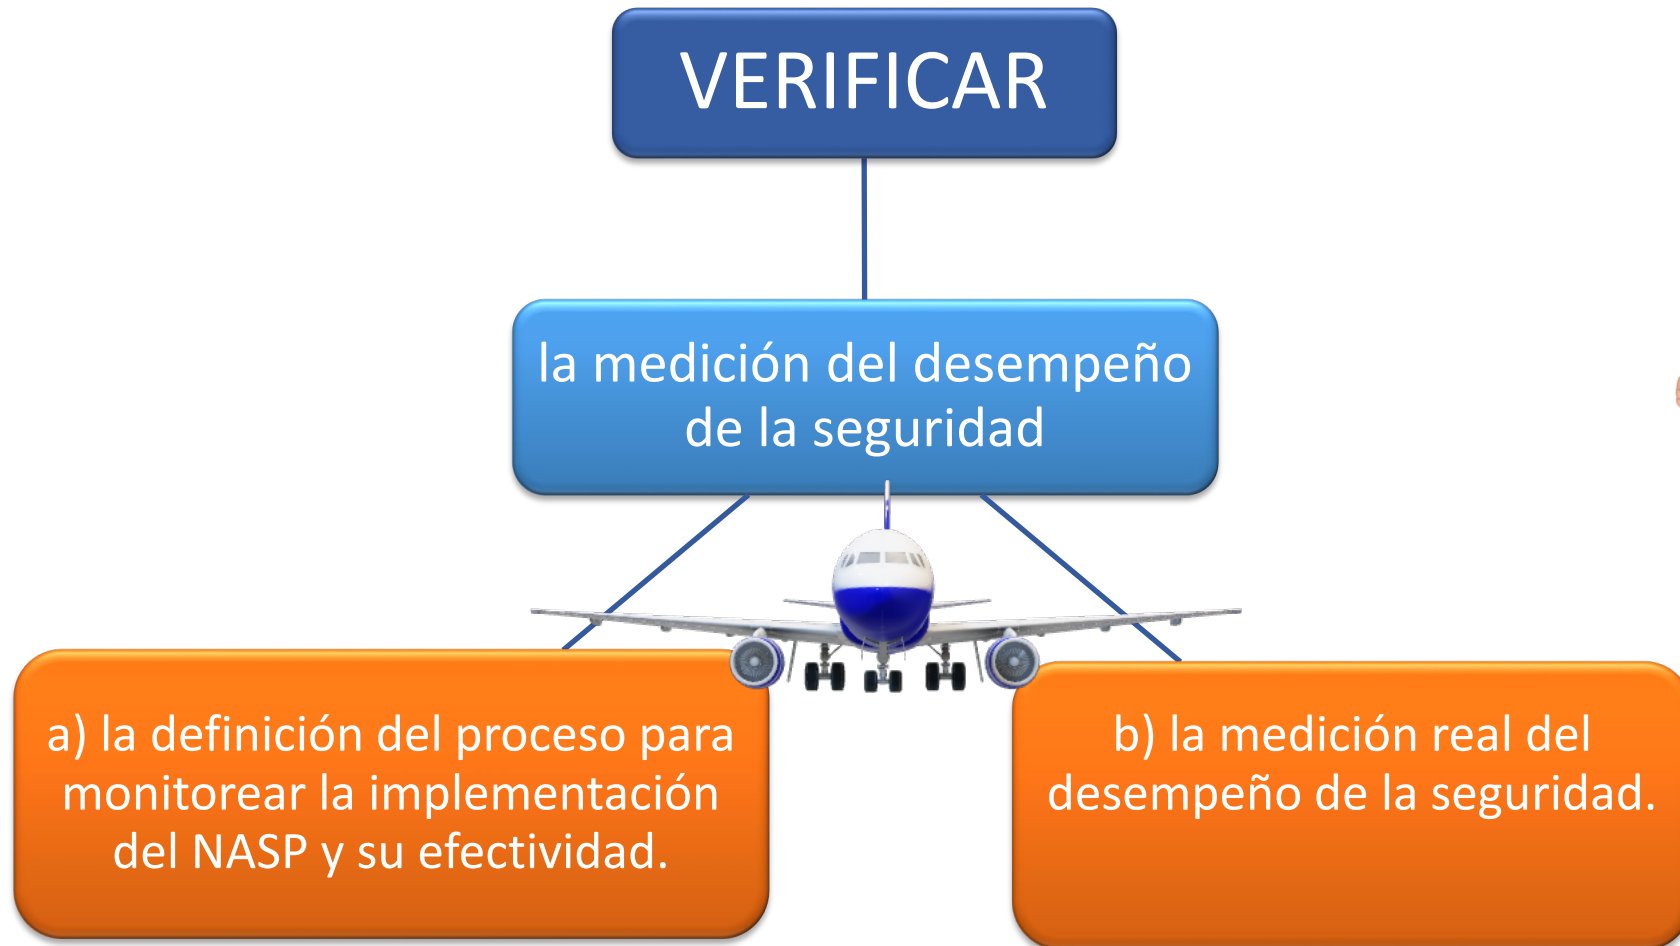 VERIFICAR
la medición del desempeño
de la seguridad
a) la definición del proceso para
monitorear la implementación
del NASP y su efectividad.
b) la medición real del
desempeño de la seguridad.